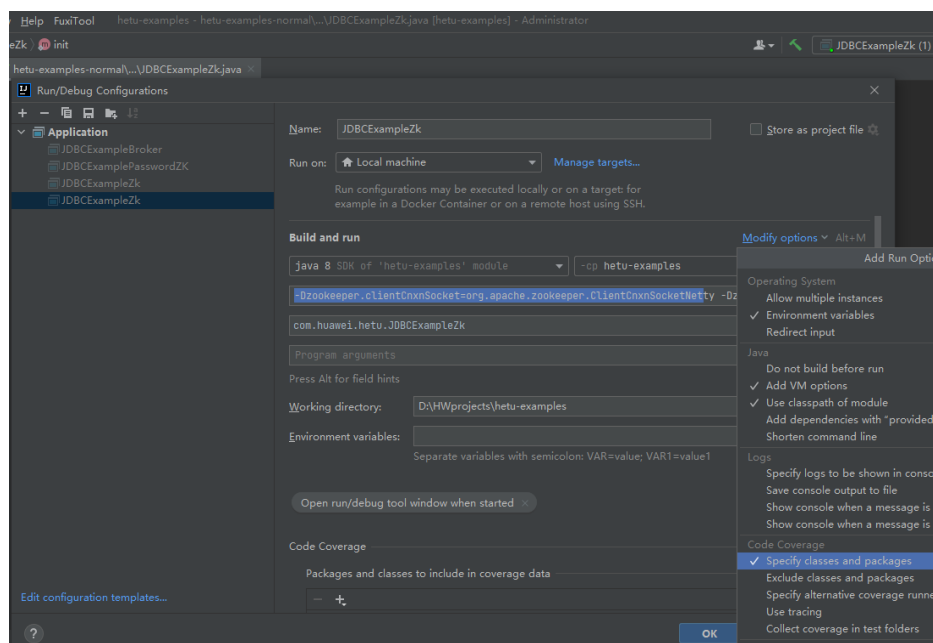 Help FuxiTool hetu-examples - hetu-examples-normal\...\JDBCExampleZk.java [hetu-examples] - Administrator
eZk init
JDBCExampleZk (1)
hetu-examples-normal\...\JDBCExampleZk.java
Run/Debug Configurations
Application
JDBCExampleBroker
JDBCExamplePasswordZK
JDBCExampleZk
JDBCExampleZk
Name: JDBCExampleZk
Store as project file
Run on: Local machine
Manage targets...
Run configurations may be executed locally or on a target: for
example in a Docker Container or on a remote host using SSH.
Build and run
Modify options Alt+M
java 8 SDK of 'hetu-examples' module
-cp hetu-examples
-Dzookeeper.clientCnxnSocket=org.apache.zookeeper.ClientCnxnSocketNetty -Dz
com.huawei.hetu.JDBCExampleZk
Program arguments
Press Alt for field hints
Working directory: D:\HWprojects\hetu-examples
Environment variables:
Separate variables with semicolon: VAR=value; VAR1=value1
Open run/debug tool window when started
Code Coverage
Packages and classes to include in coverage data
Edit configuration templates...
?
OK
Add Run Optio
Operating System
Allow multiple instances
Environment variables
Redirect input
Java
Do not build before run
Add VM options
Use classpath of module
Add dependencies with "provided
Shorten command line
Logs
Specify logs to be shown in conso
Save console output to file
Show console when a message is
Show console when a message is
Code Coverage
Specify classes and packages
Exclude classes and packages
Specify alternative coverage runne
Use tracing
Collect coverage in test folders